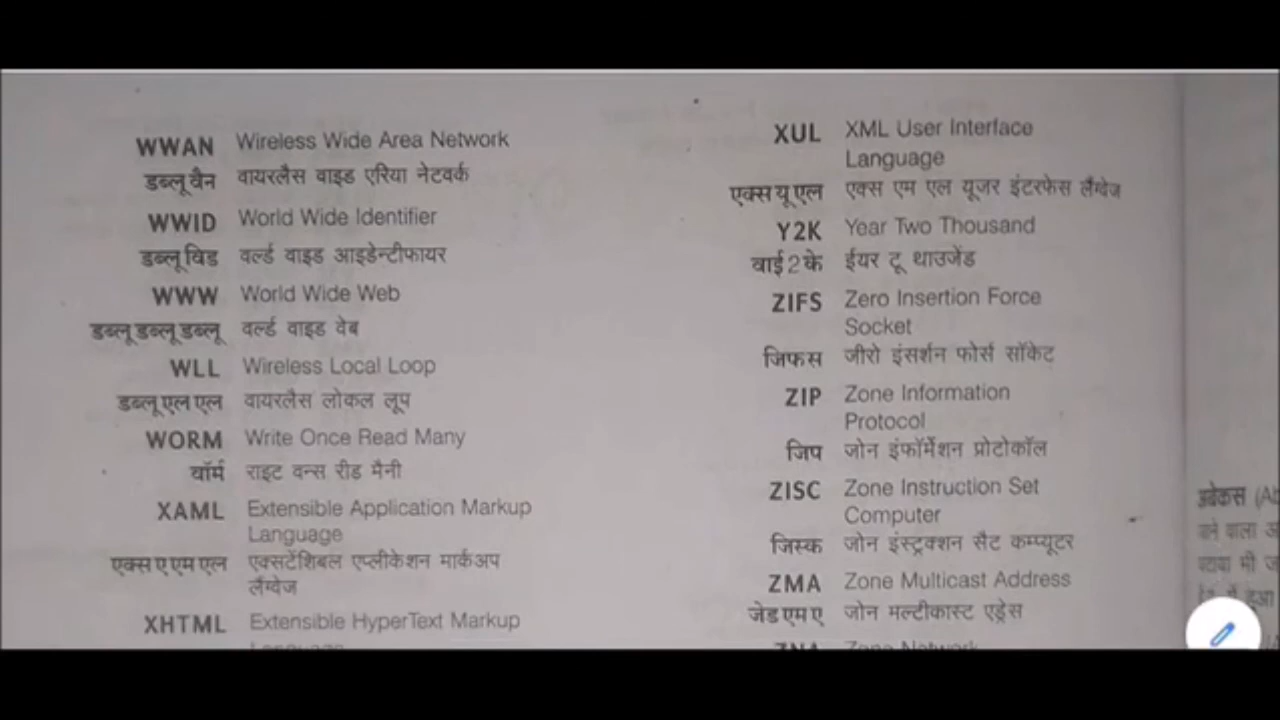 WWAN Wireless Wide Area Network
डब्लू वैन वायरलैस वाइड एरिया नेटवर्क
WWID World Wide Identifier
डब्लू विड वर्ल्ड वाइड आइडेन्टीफायर
WWW World Wide Web
डब्लू डब्लू डब्लू वर्ल्ड वाइड वेब
WLL Wireless Local Loop
डब्लू एल एल वायरलैस लोकल लूप
WORM Write Once Read Many
वॉर्म राइट वन्स रीड मैनी
XAML Extensible Application Markup
Language
एक्स ए एम एल एक्सटेंशिबल एप्लीकेशन मार्कअप
लैंग्वेज
XHTML Extensible HyperText Markup
XUL XML User Interface
Language
एक्स यू एल एक्स एम एल यूजर इंटरफेस लैंग्वेज
Y2K Year Two Thousand
वाई 2 के ईयर टू थाउजेंड
ZIFS Zero Insertion Force
Socket
जिफस जीरो इंसर्शन फोर्स सॉकेट
ZIP Zone Information
Protocol
जिप जोन इंफॉर्मेशन प्रोटोकॉल
ZISC Zone Instruction Set
Computer
जिस्क जोन इंस्ट्रक्शन सैट कम्प्यूटर
ZMA Zone Multicast Address
जेड एम ए जोन मल्टीकास्ट एड्रेस
Zone Network